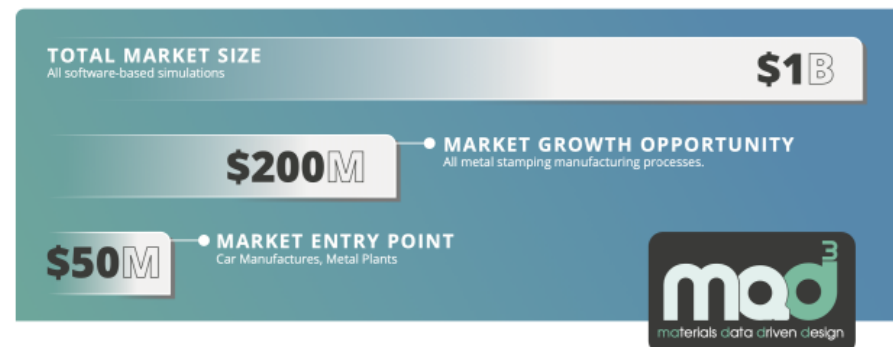 TOTAL MARKET SIZE
All software-based simulations
$1B
MARKET GROWTH OPPORTUNITY
All metal stamping manufacturing processes.
$200M
MARKET ENTRY POINT
Car Manufactures, Metal Plants
$50M
mad3
materials data driven design